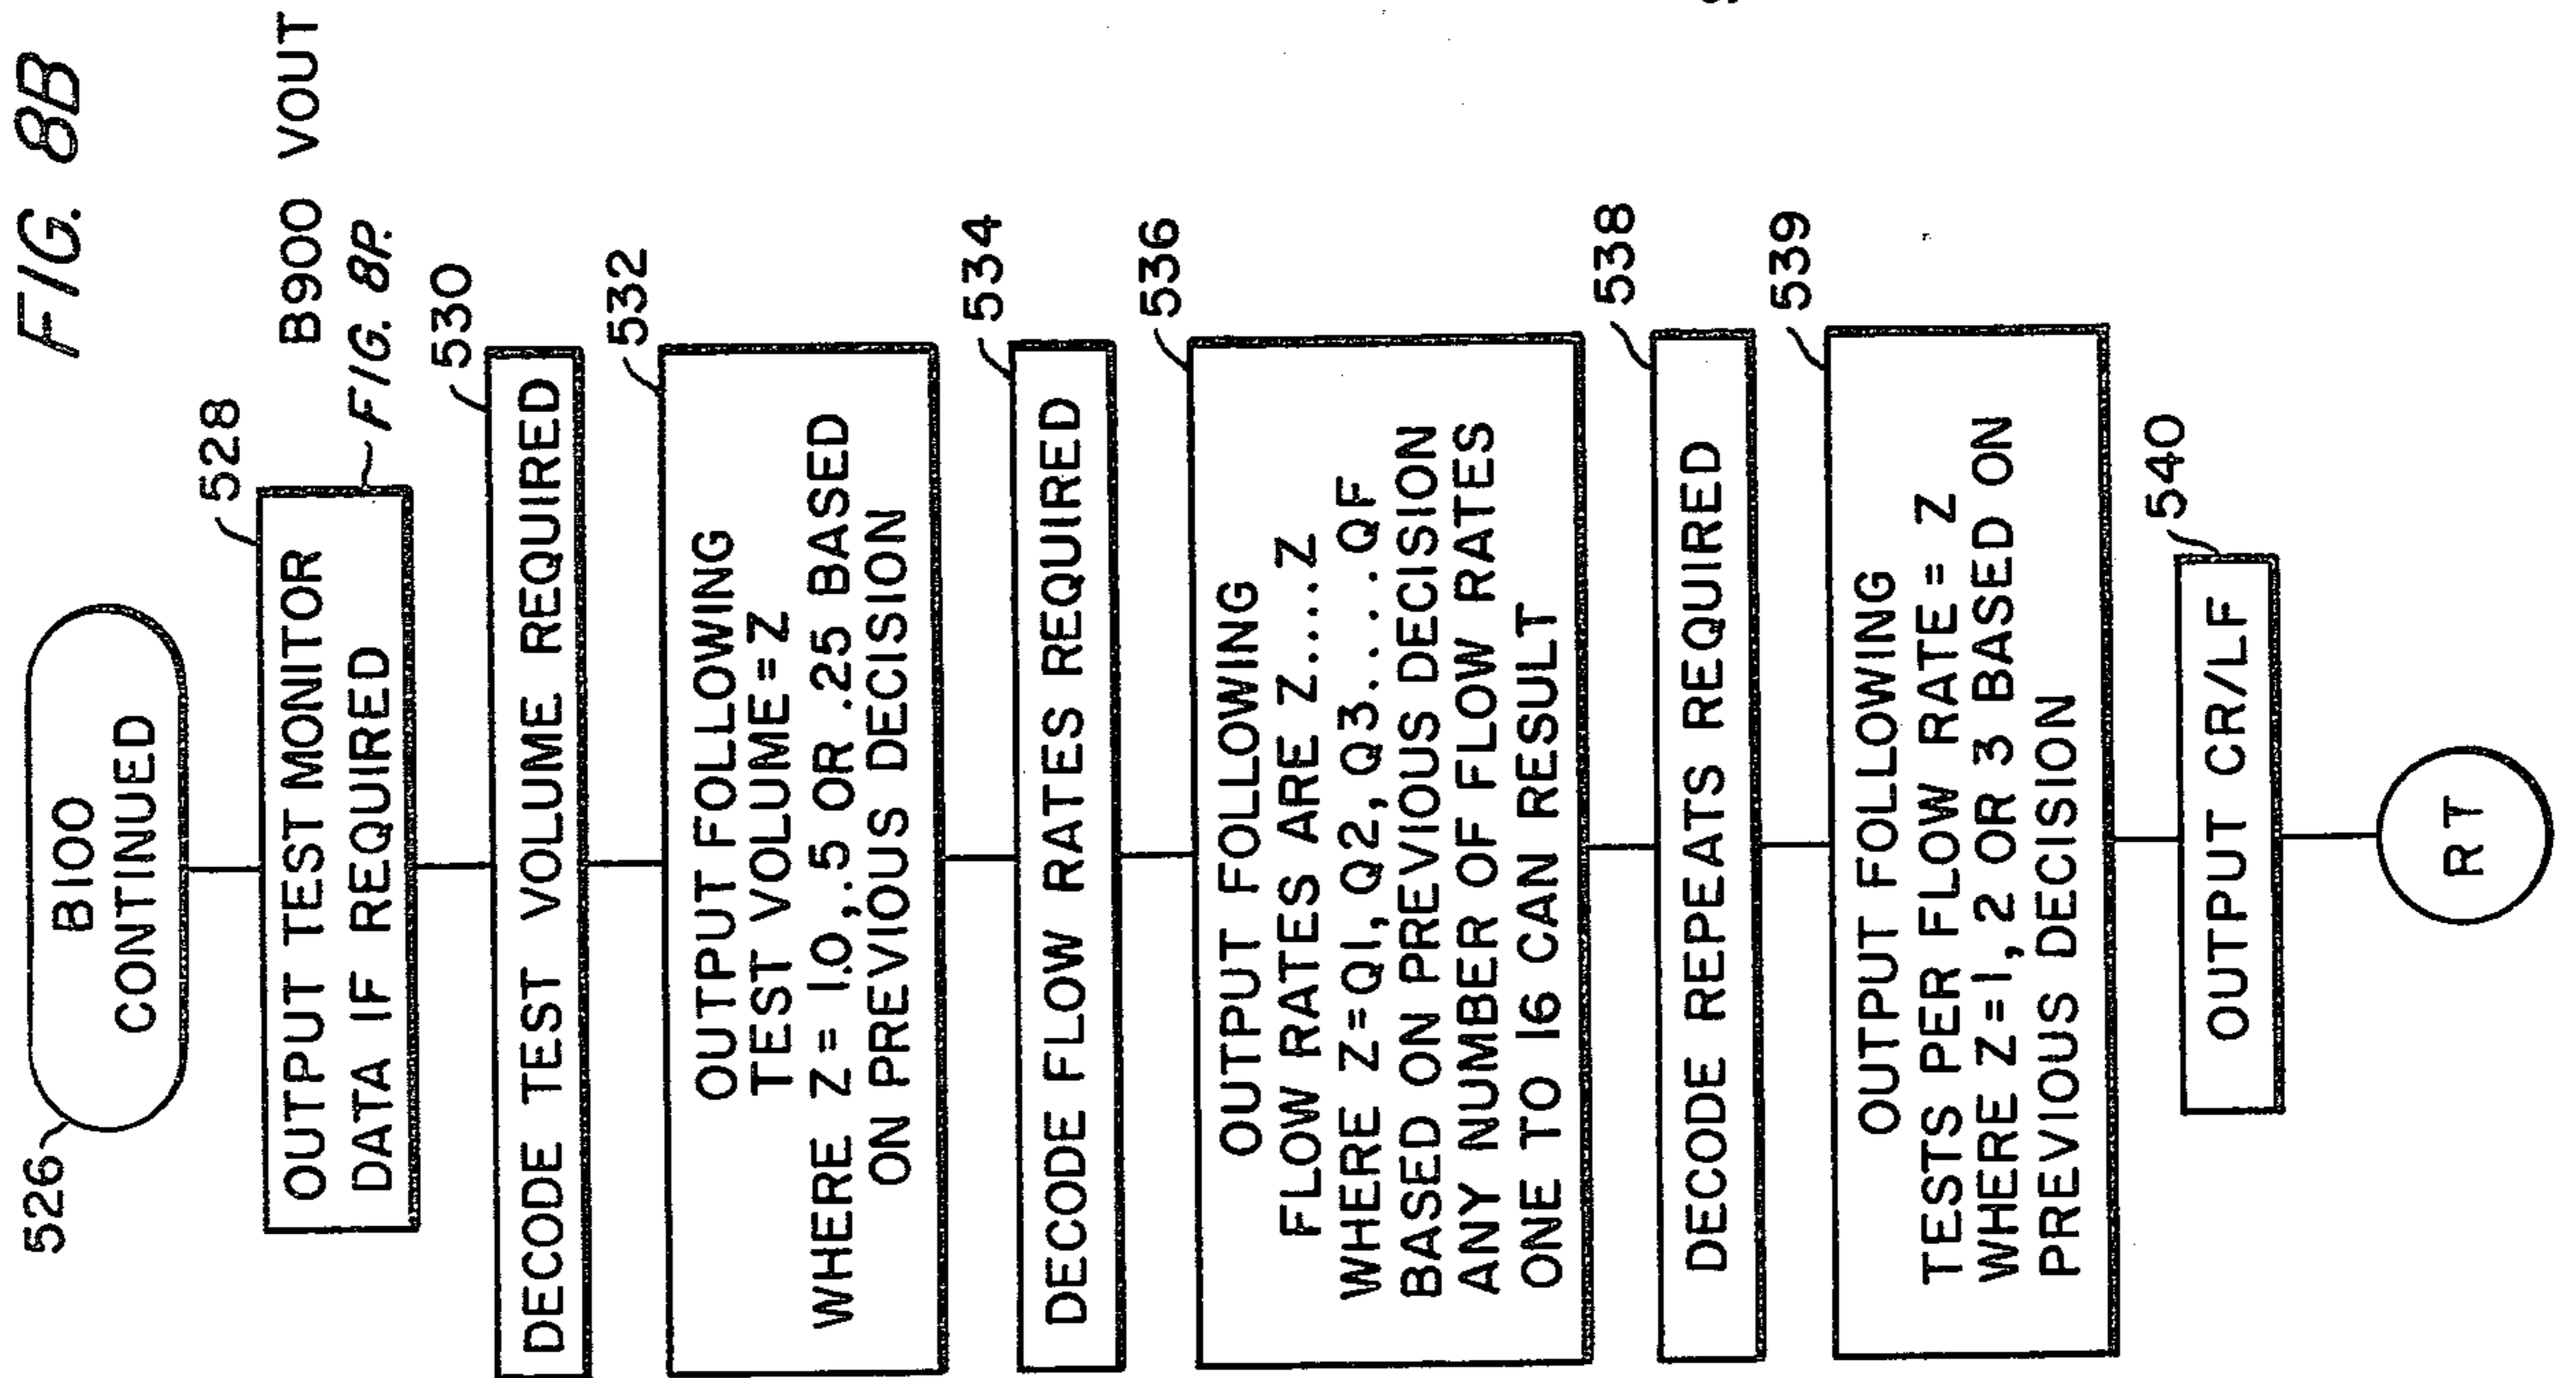 FIG. 8B
526
B100
CONTINUED
528
B900 VOUT
OUTPUT TEST MONITOR
DATA IF REQUIRED
FIG. 8P.
530
DECODE TEST VOLUME REQUIRED
532
OUTPUT FOLLOWING
TEST VOLUME = Z
WHERE Z = 1.0,.5 OR .25 BASED
ON PREVIOUS DECISION
534
DECODE FLOW RATES REQUIRED
536
OUTPUT FOLLOWING
FLOW RATES ARE Z....Z
WHERE Z=Q1,Q2,Q3.....QF
BASED ON PREVIOUS DECISION
ANY NUMBER OF FLOW RATES
ONE TO 16 CAN RESULT
538
DECODE REPEATS REQUIRED
539
OUTPUT FOLLOWING
TESTS PER FLOW RATE = Z
WHERE Z=1, 2 OR 3 BASED ON
PREVIOUS DECISION
540
OUTPUT CR/LF
RT